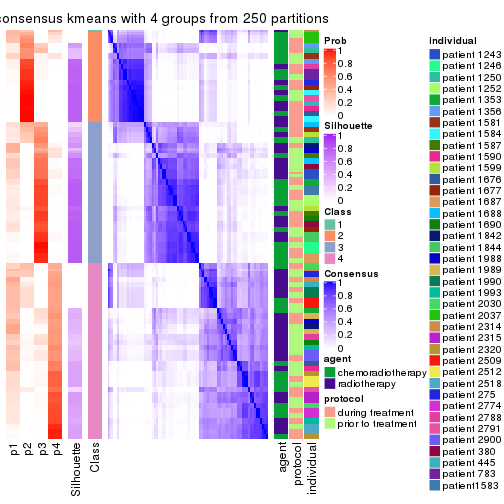 consensus kmeans with 4 groups from 250 partitions
Prob
1
0.8
0.6
0.4
0.2
0
Silhouette
1
0.8
0.6
0.4
0.2
0
Class
1
2
3
4
Consensus
1
0.8
0.6
0.4
0.2
0
agent
chemoradiotherapy
radiotherapy
protocol
during treatment
prior to treatment
individual
patient 1243
patient 1246
patient 1250
patient 1252
patient 1353
patient 1356
patient 1581
patient 1584
patient 1587
patient 1590
patient 1599
patient 1676
patient 1677
patient 1687
patient 1688
patient 1690
patient 1842
patient 1844
patient 1988
patient 1989
patient 1990
patient 1993
patient 2030
patient 2037
patient 2314
patient 2315
patient 2320
patient 2509
patient 2512
patient 2518
patient 275
patient 2774
patient 2788
patient 2791
patient 2900
patient 380
patient 445
patient 783
patient1583
p1
p2
p3
p4
Silhouette
Class
agent
protocol
individual